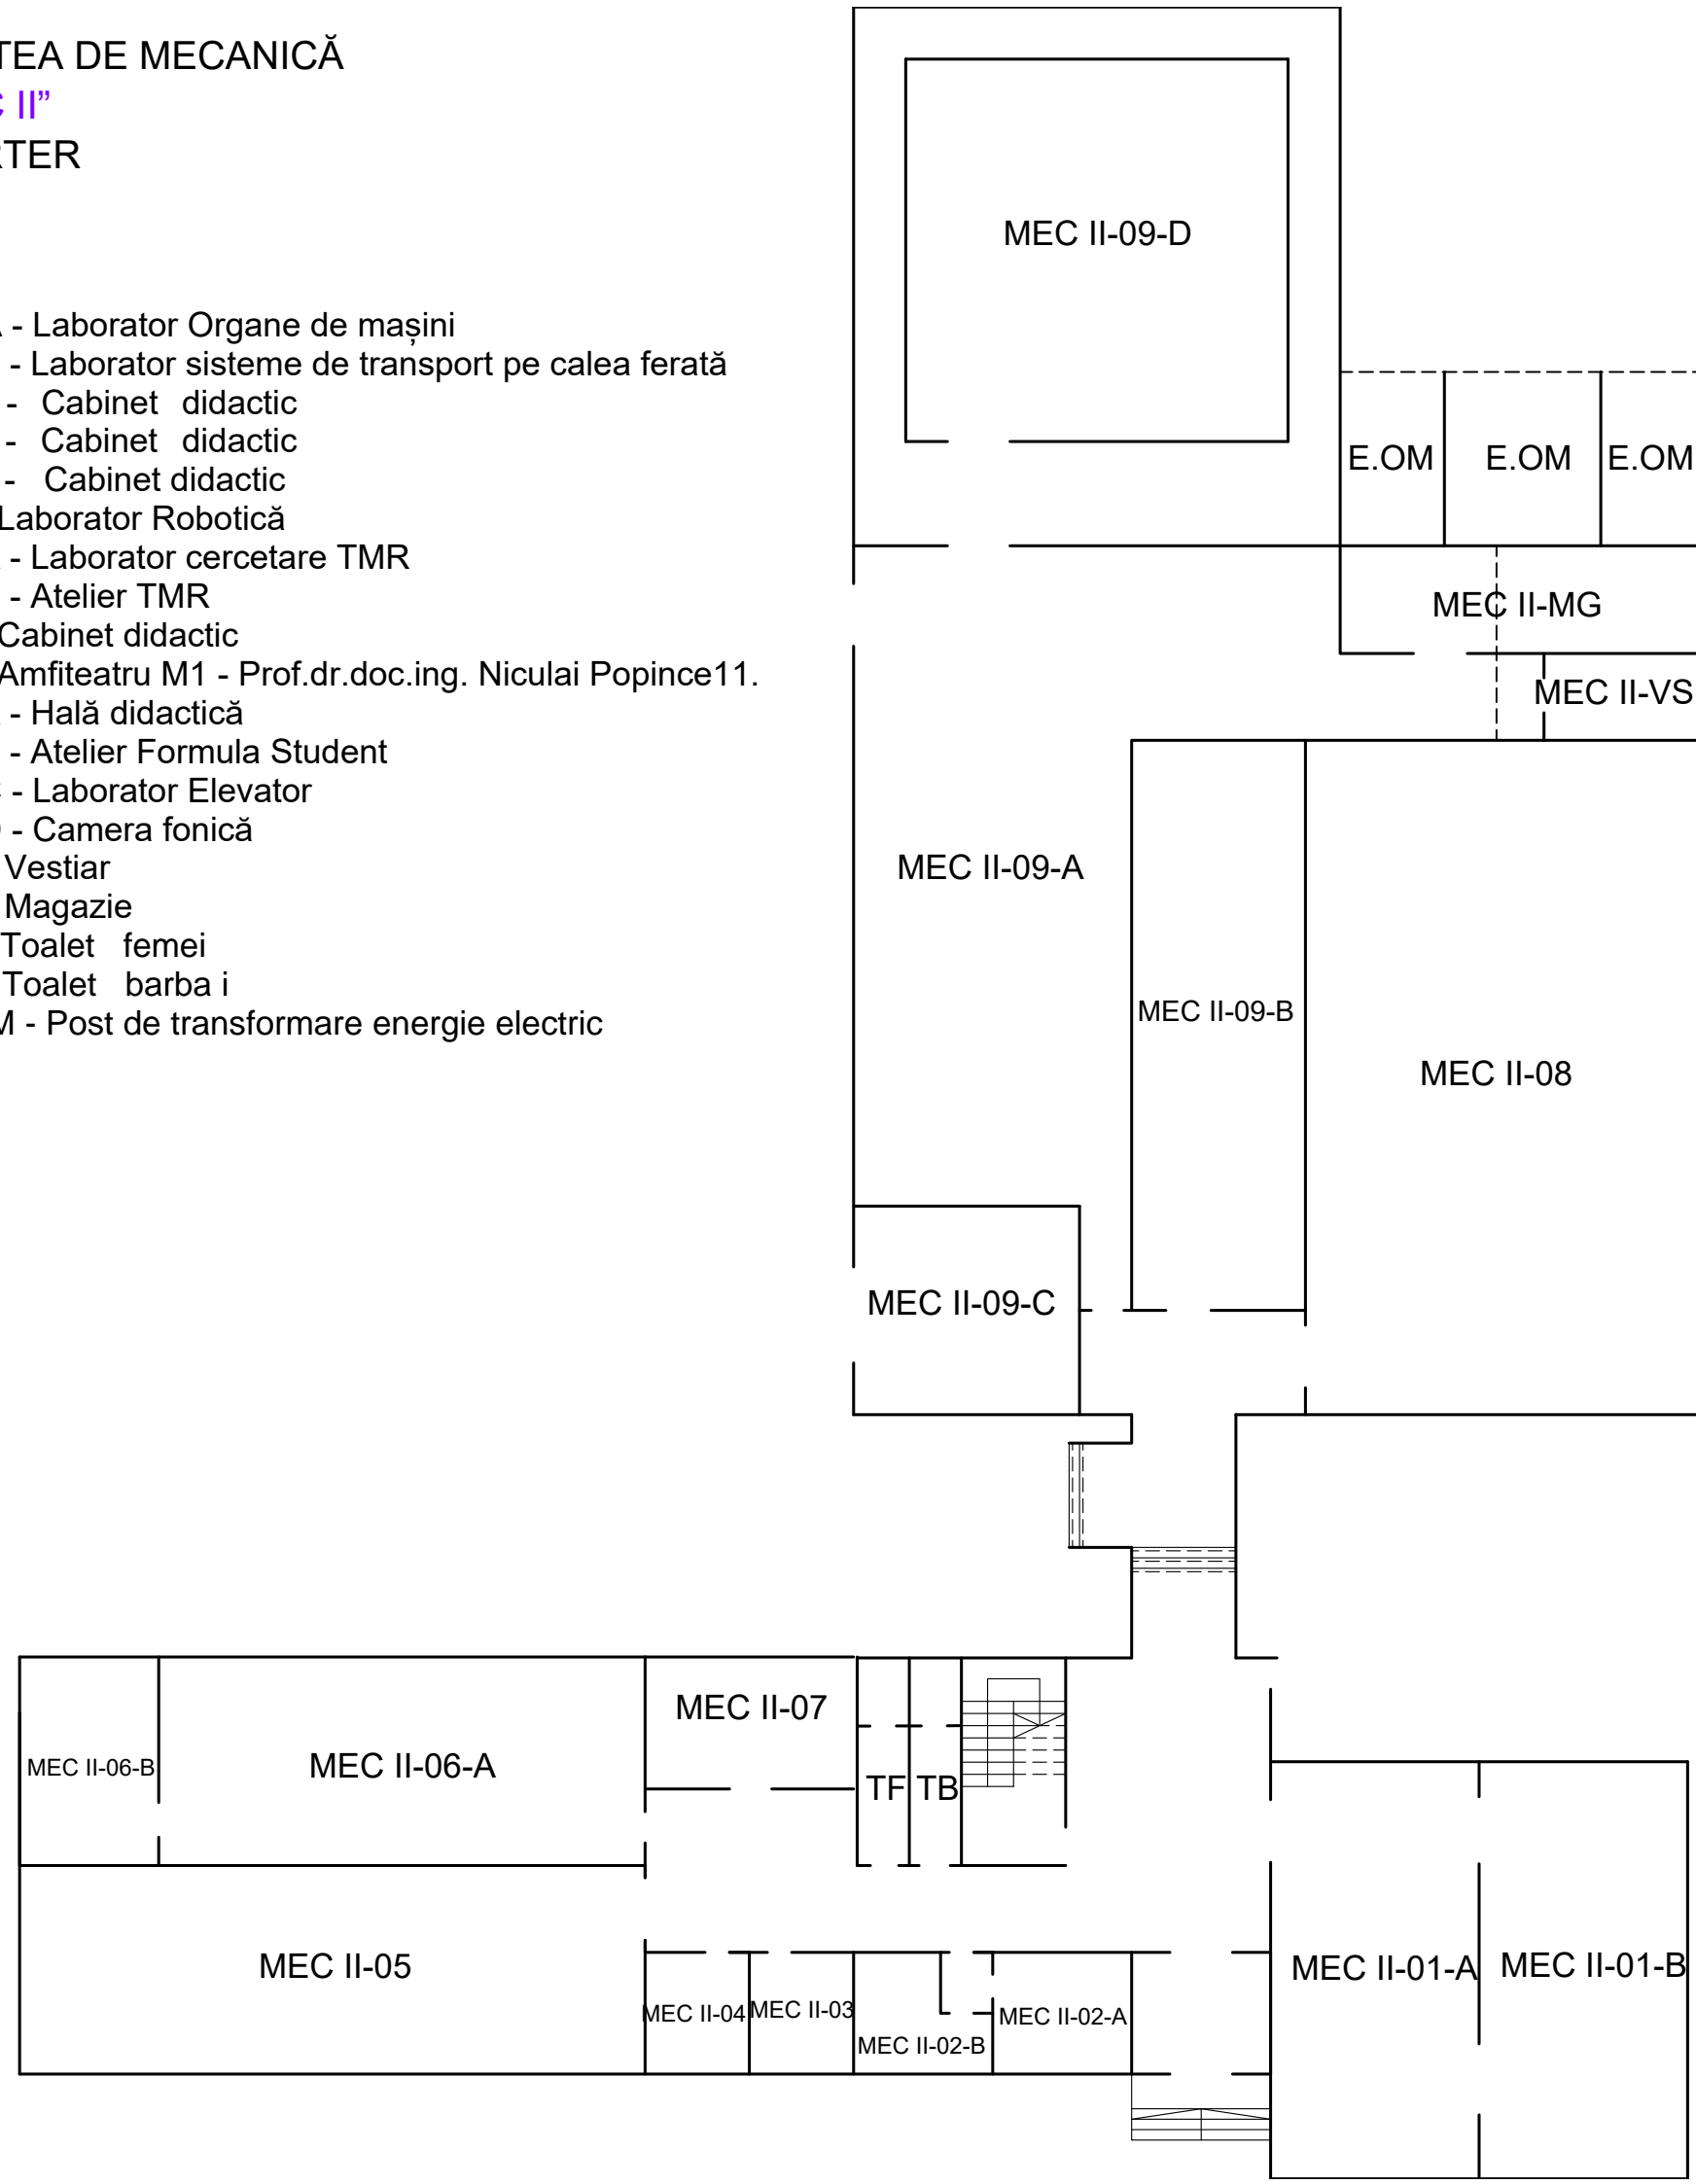 TEA DE MECANICĂ
C II”
RTER
A - Laborator Organe de mașini
- Laborator sisteme de transport pe calea ferată
- Cabinet didactic
- Cabinet didactic
- Cabinet didactic
Laborator Robotică
- Laborator cercetare TMR
- Atelier TMR
Cabinet didactic
Amfiteatru M1 - Prof.dr.doc.ing. Niculai Popince11.
- Hală didactică
- Atelier Formula Student
- Laborator Elevator
- Camera fonică
Vestiar
Magazie
Toalet femei
Toalet barba i
M - Post de transformare energie electric
MEC II-09-D
E.OM E.OM E.OM
MEC II-MG
MEC II-VS
MEC II-09-A
MEC II-09-B
MEC II-08
MEC II-09-C
MEC II-07
MEC II-06-B
MEC II-06-A
TF TB
MEC II-05
MEC II-01-A
MEC II-01-B
MEC II-04
MEC II-03
MEC II-02-B
MEC II-02-A